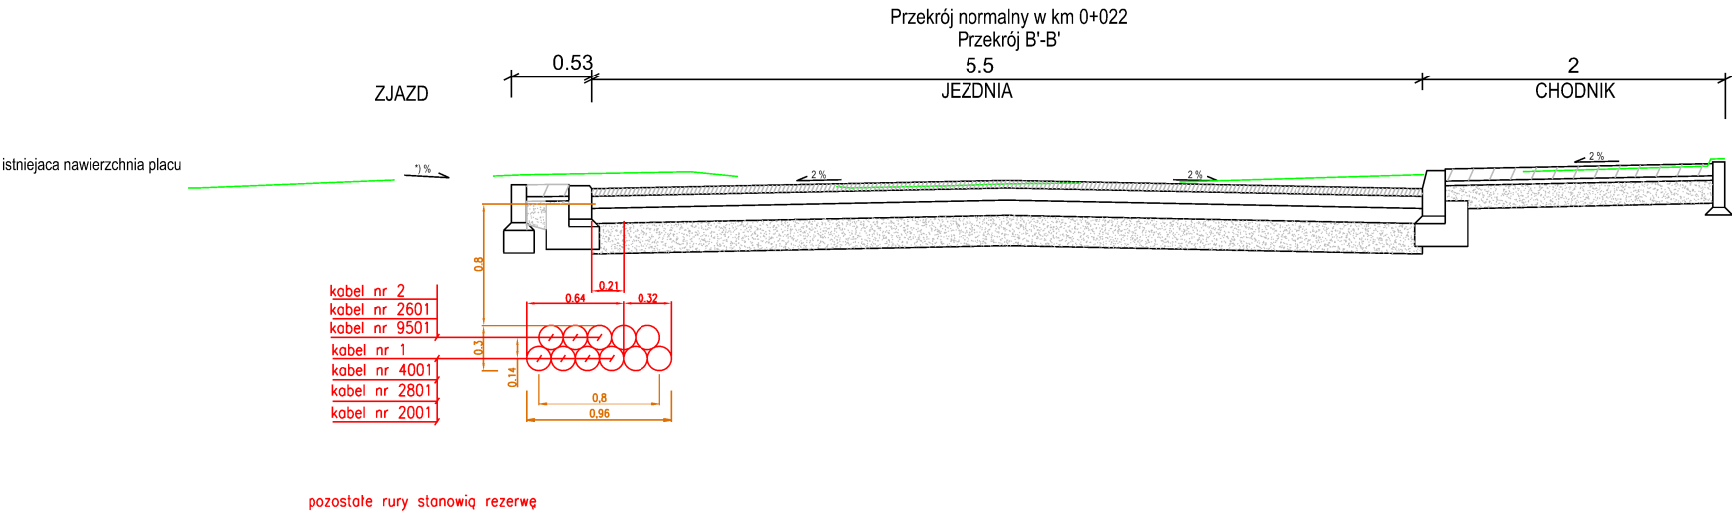 Przekrój normalny w km 0+022
Przekrój B'-B'
0.53
5.5
2
ZJAZD
JEZDNIA
CHODNIK
istniejaca nawierzchnia placu
*) %
2 %
2 %
2 %
0.8
0.21
0.64
0.32
kabel nr 2
kabel nr 2601
kabel nr 9501
kabel nr 1
kabel nr 4001
kabel nr 2801
kabel nr 2001
0.3
0.14
0,8
0,96
pozostałe rury stanowią rezerwę